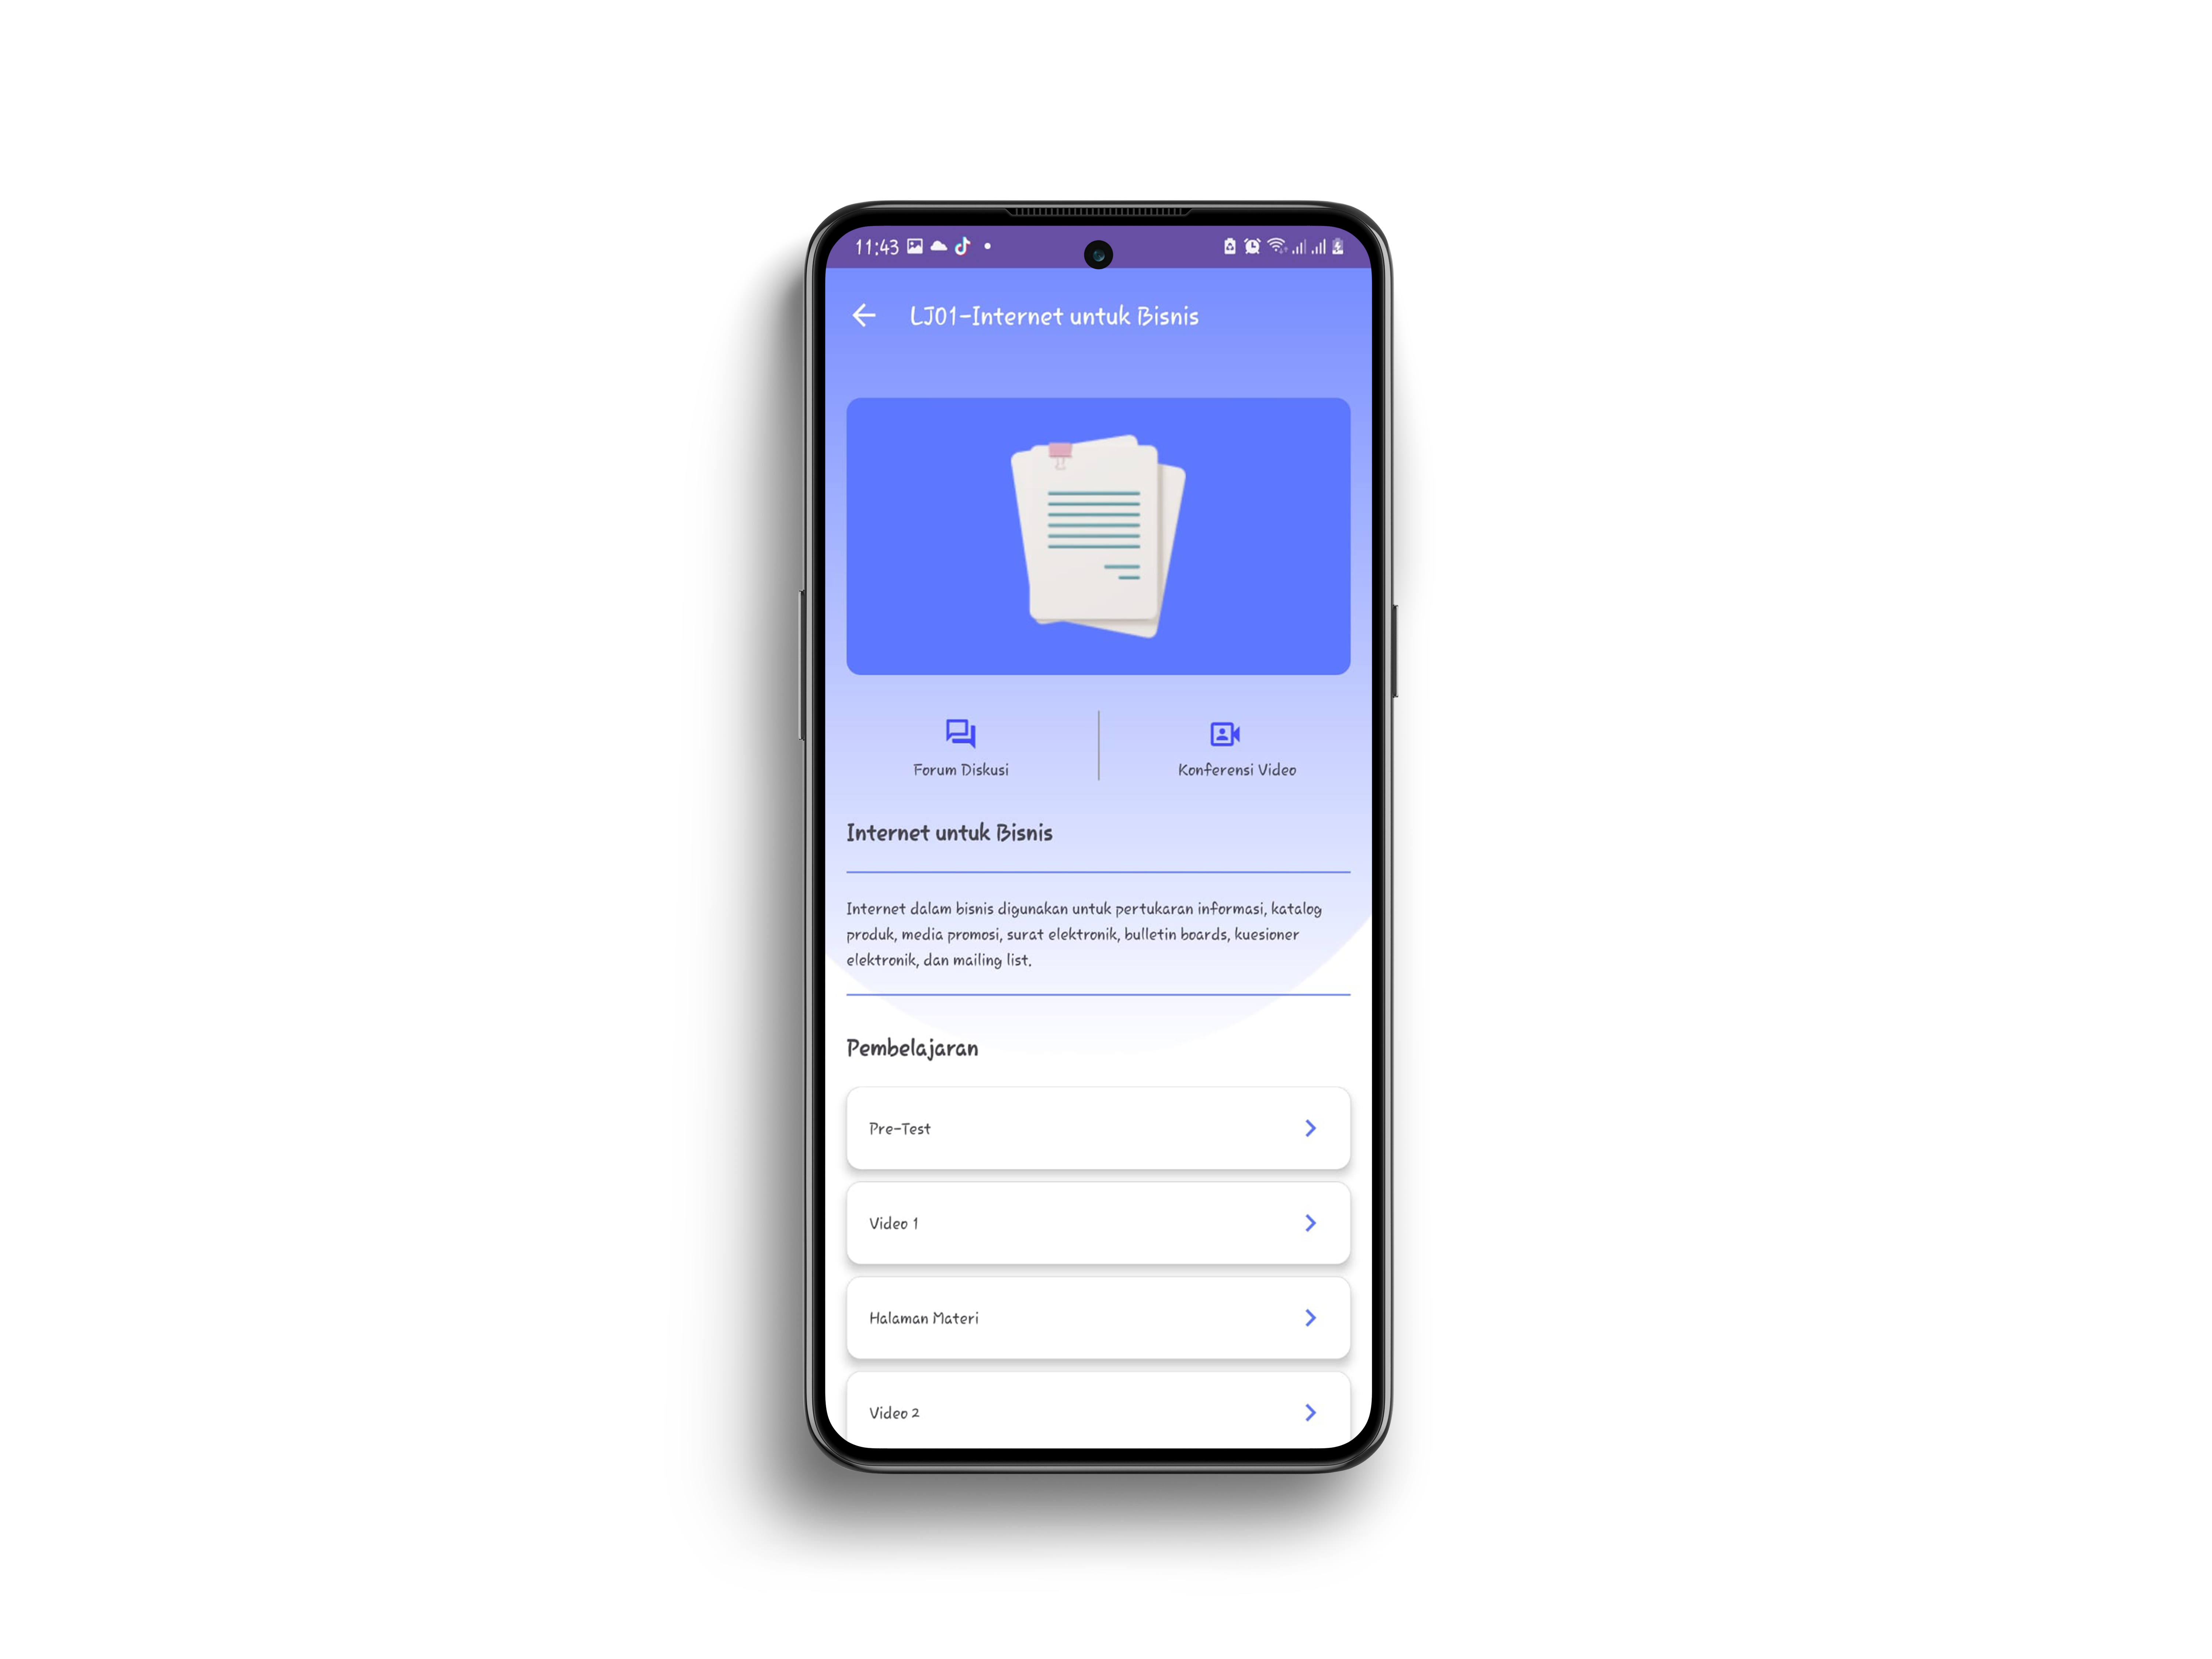 11:43
LJ01-Internet untuk Bisnis
Forum Diskusi
Konferensi Video
Internet untuk Bisnis
Internet dalam bisnis digunakan untuk pertukaran informasi, katalog
produk, media promosi, surat elektronik, bulletin boards, kuesioner
elektronik, dan mailing list.
Pembelajaran
Pre-Test
Video 1
Halaman Materi
Video 2